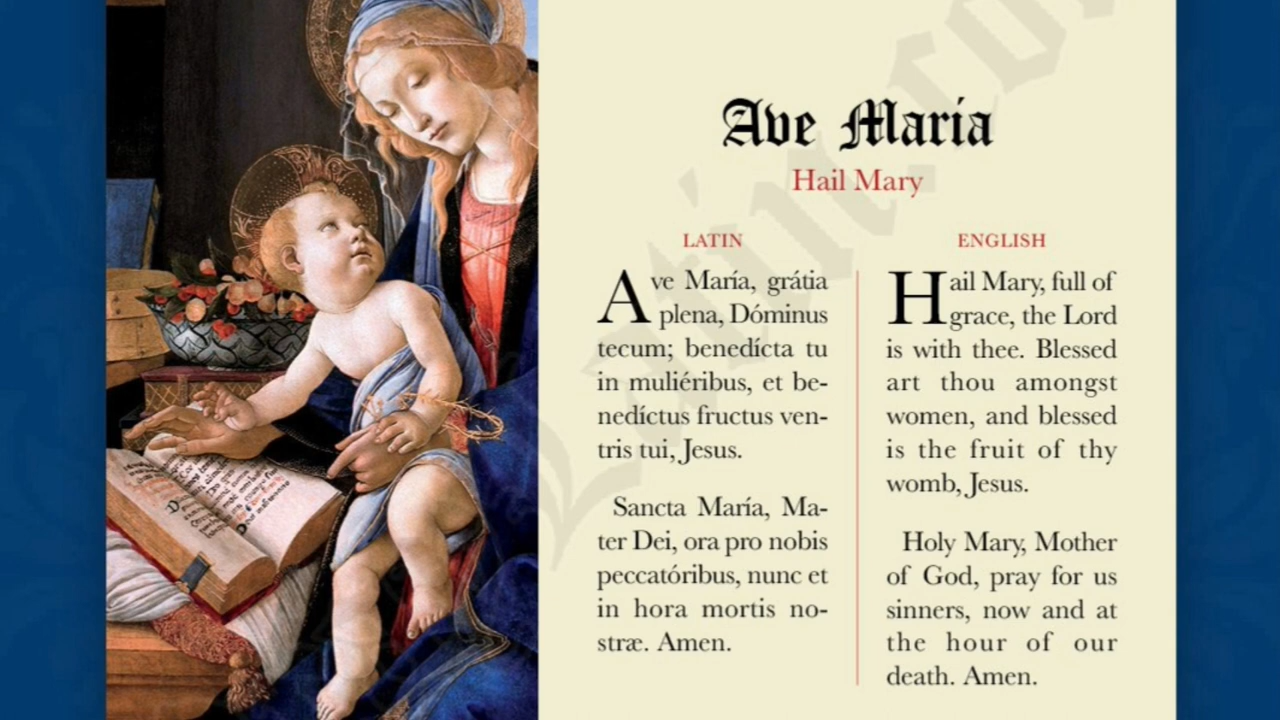 Ave Maria
Hail Mary
LATIN
Ave María, grátia
plena, Dóminus
tecum; benedícta tu
in muliéribus, et be-
nedíctus fructus ven-
tris tui, Jesus.
Sancta María, Ma-
ter Dei, ora pro nobis
peccatóribus, nunc et
in hora mortis no-
stræ. Amen.
ENGLISH
Hail Mary, full of
grace, the Lord
is with thee. Blessed
art thou amongst
women, and blessed
is the fruit of thy
womb, Jesus.
Holy Mary, Mother
of God, pray for us
sinners, now and at
the hour of our
death. Amen.